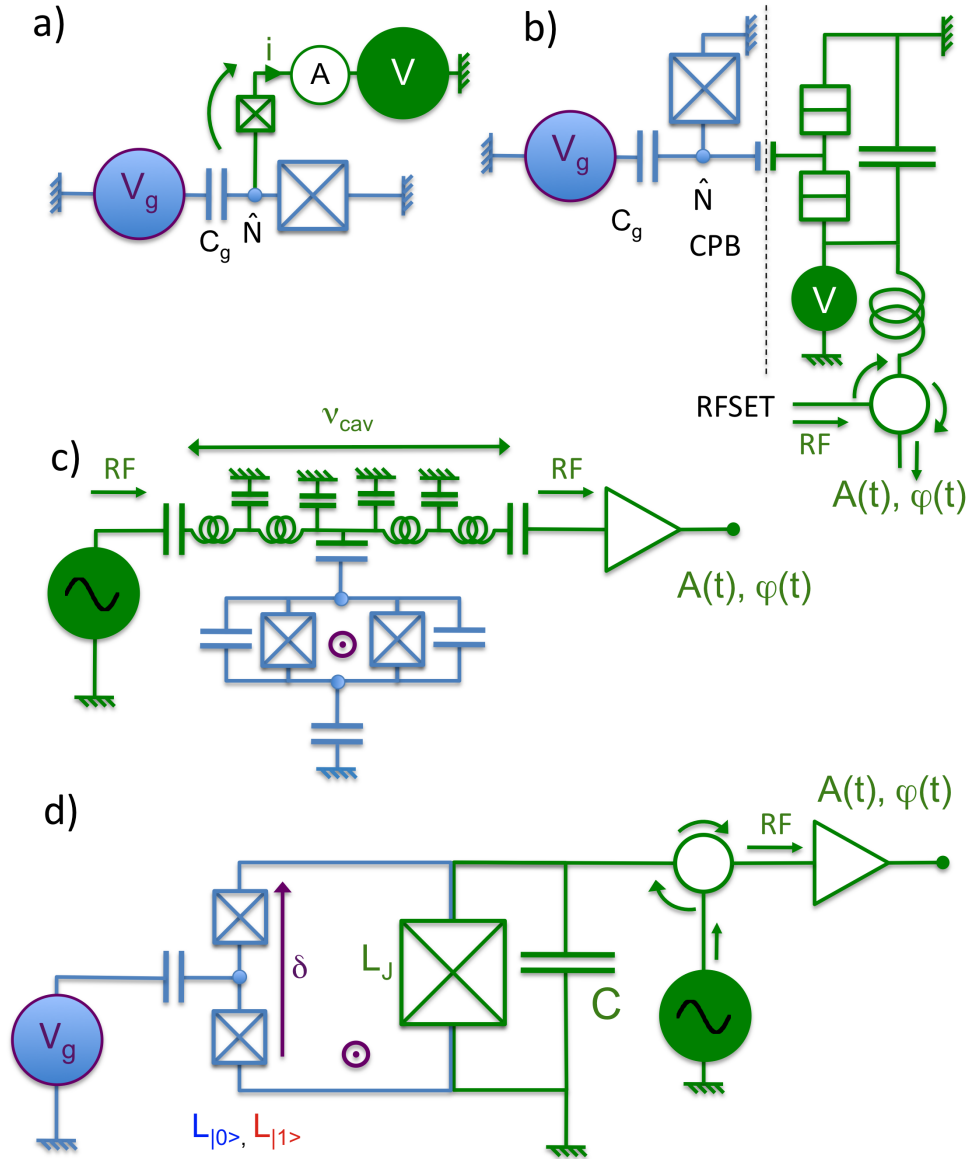 a)
i
A
V
V_g
C_g
N̂
b)
V_g
C_g
N̂
CPB
V
RFSET
RF
A(t), φ(t)
c)
ν_cav
RF
RF
A(t), φ(t)
d)
A(t), φ(t)
RF
δ
L_J
C
V_g
L_|0>, L_|1>